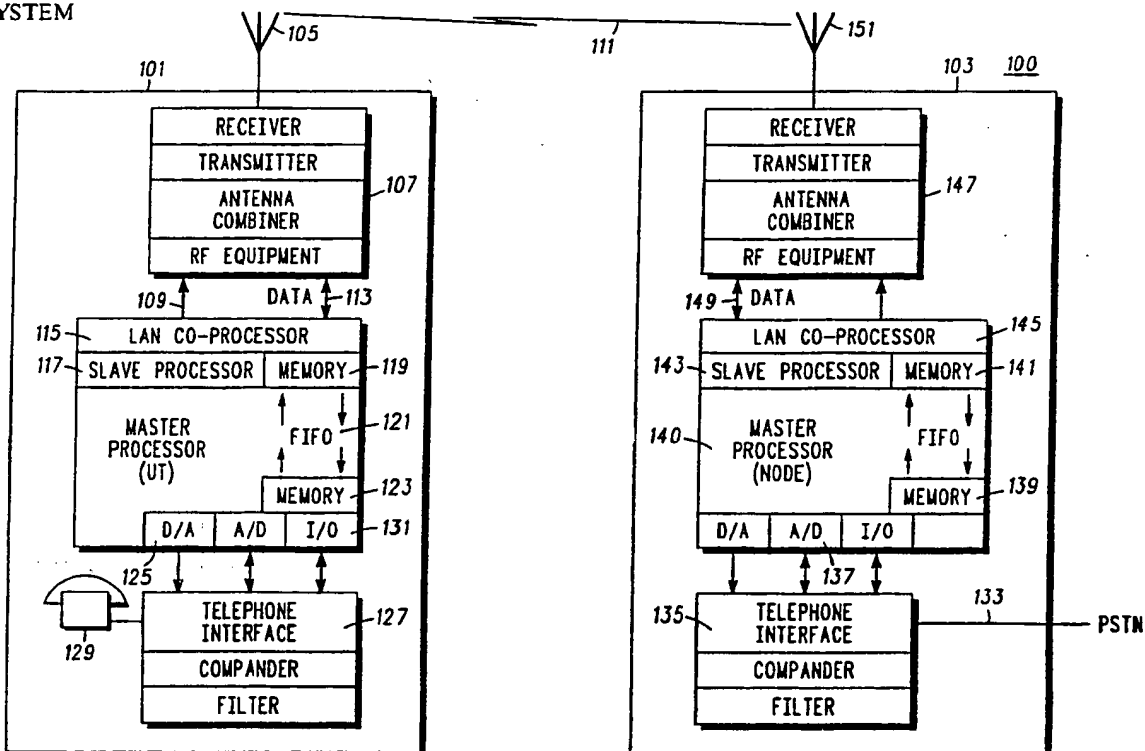 YSTEM
105
111
151
101
103
100
RECEIVER
TRANSMITTER
ANTENNA
COMBINER
RF EQUIPMENT
107
109
DATA
113
115
LAN CO-PROCESSOR
117
SLAVE PROCESSOR
MEMORY
119
MASTER
PROCESSOR
(UT)
FIFO
121
MEMORY
123
D/A
A/D
I/O
131
125
129
TELEPHONE
INTERFACE
127
COMPANDER
FILTER
RECEIVER
TRANSMITTER
ANTENNA
COMBINER
RF EQUIPMENT
147
149
DATA
LAN CO-PROCESSOR
145
143
SLAVE PROCESSOR
MEMORY
141
140
MASTER
PROCESSOR
(NODE)
FIFO
MEMORY
139
D/A
A/D
I/O
137
135
TELEPHONE
INTERFACE
133
PSTN
COMPANDER
FILTER